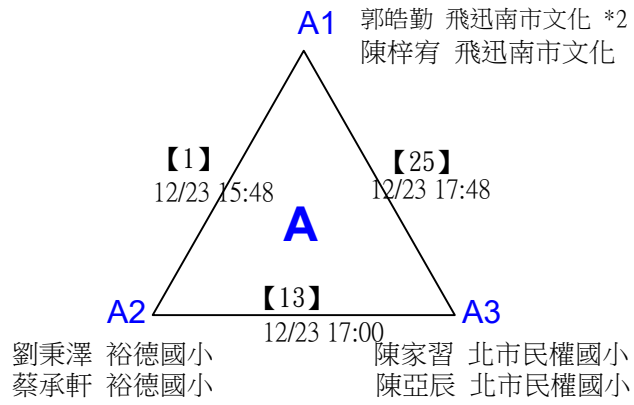 A1
郭皓勤 飛迅南市文化 *2
陳梓宥 飛迅南市文化
【1】
12/23 15:48
【25】
12/23 17:48
A
【13】
12/23 17:00
A2
A3
劉秉澤 裕德國小
蔡承軒 裕德國小
陳家習 北市民權國小
陳亞辰 北市民權國小